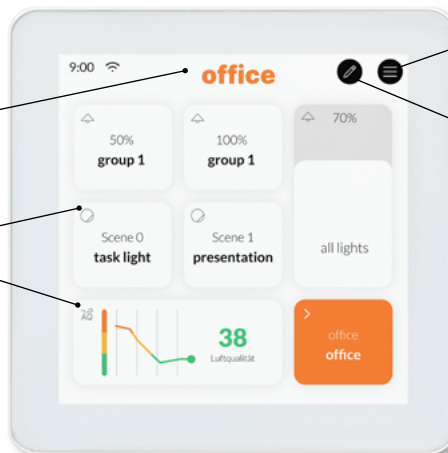 9:00
office
50%
group 1
100%
group 1
70%
all lights
Scene 0
task light
Scene 1
presentation
AQ
38
Luftqualität
office
office